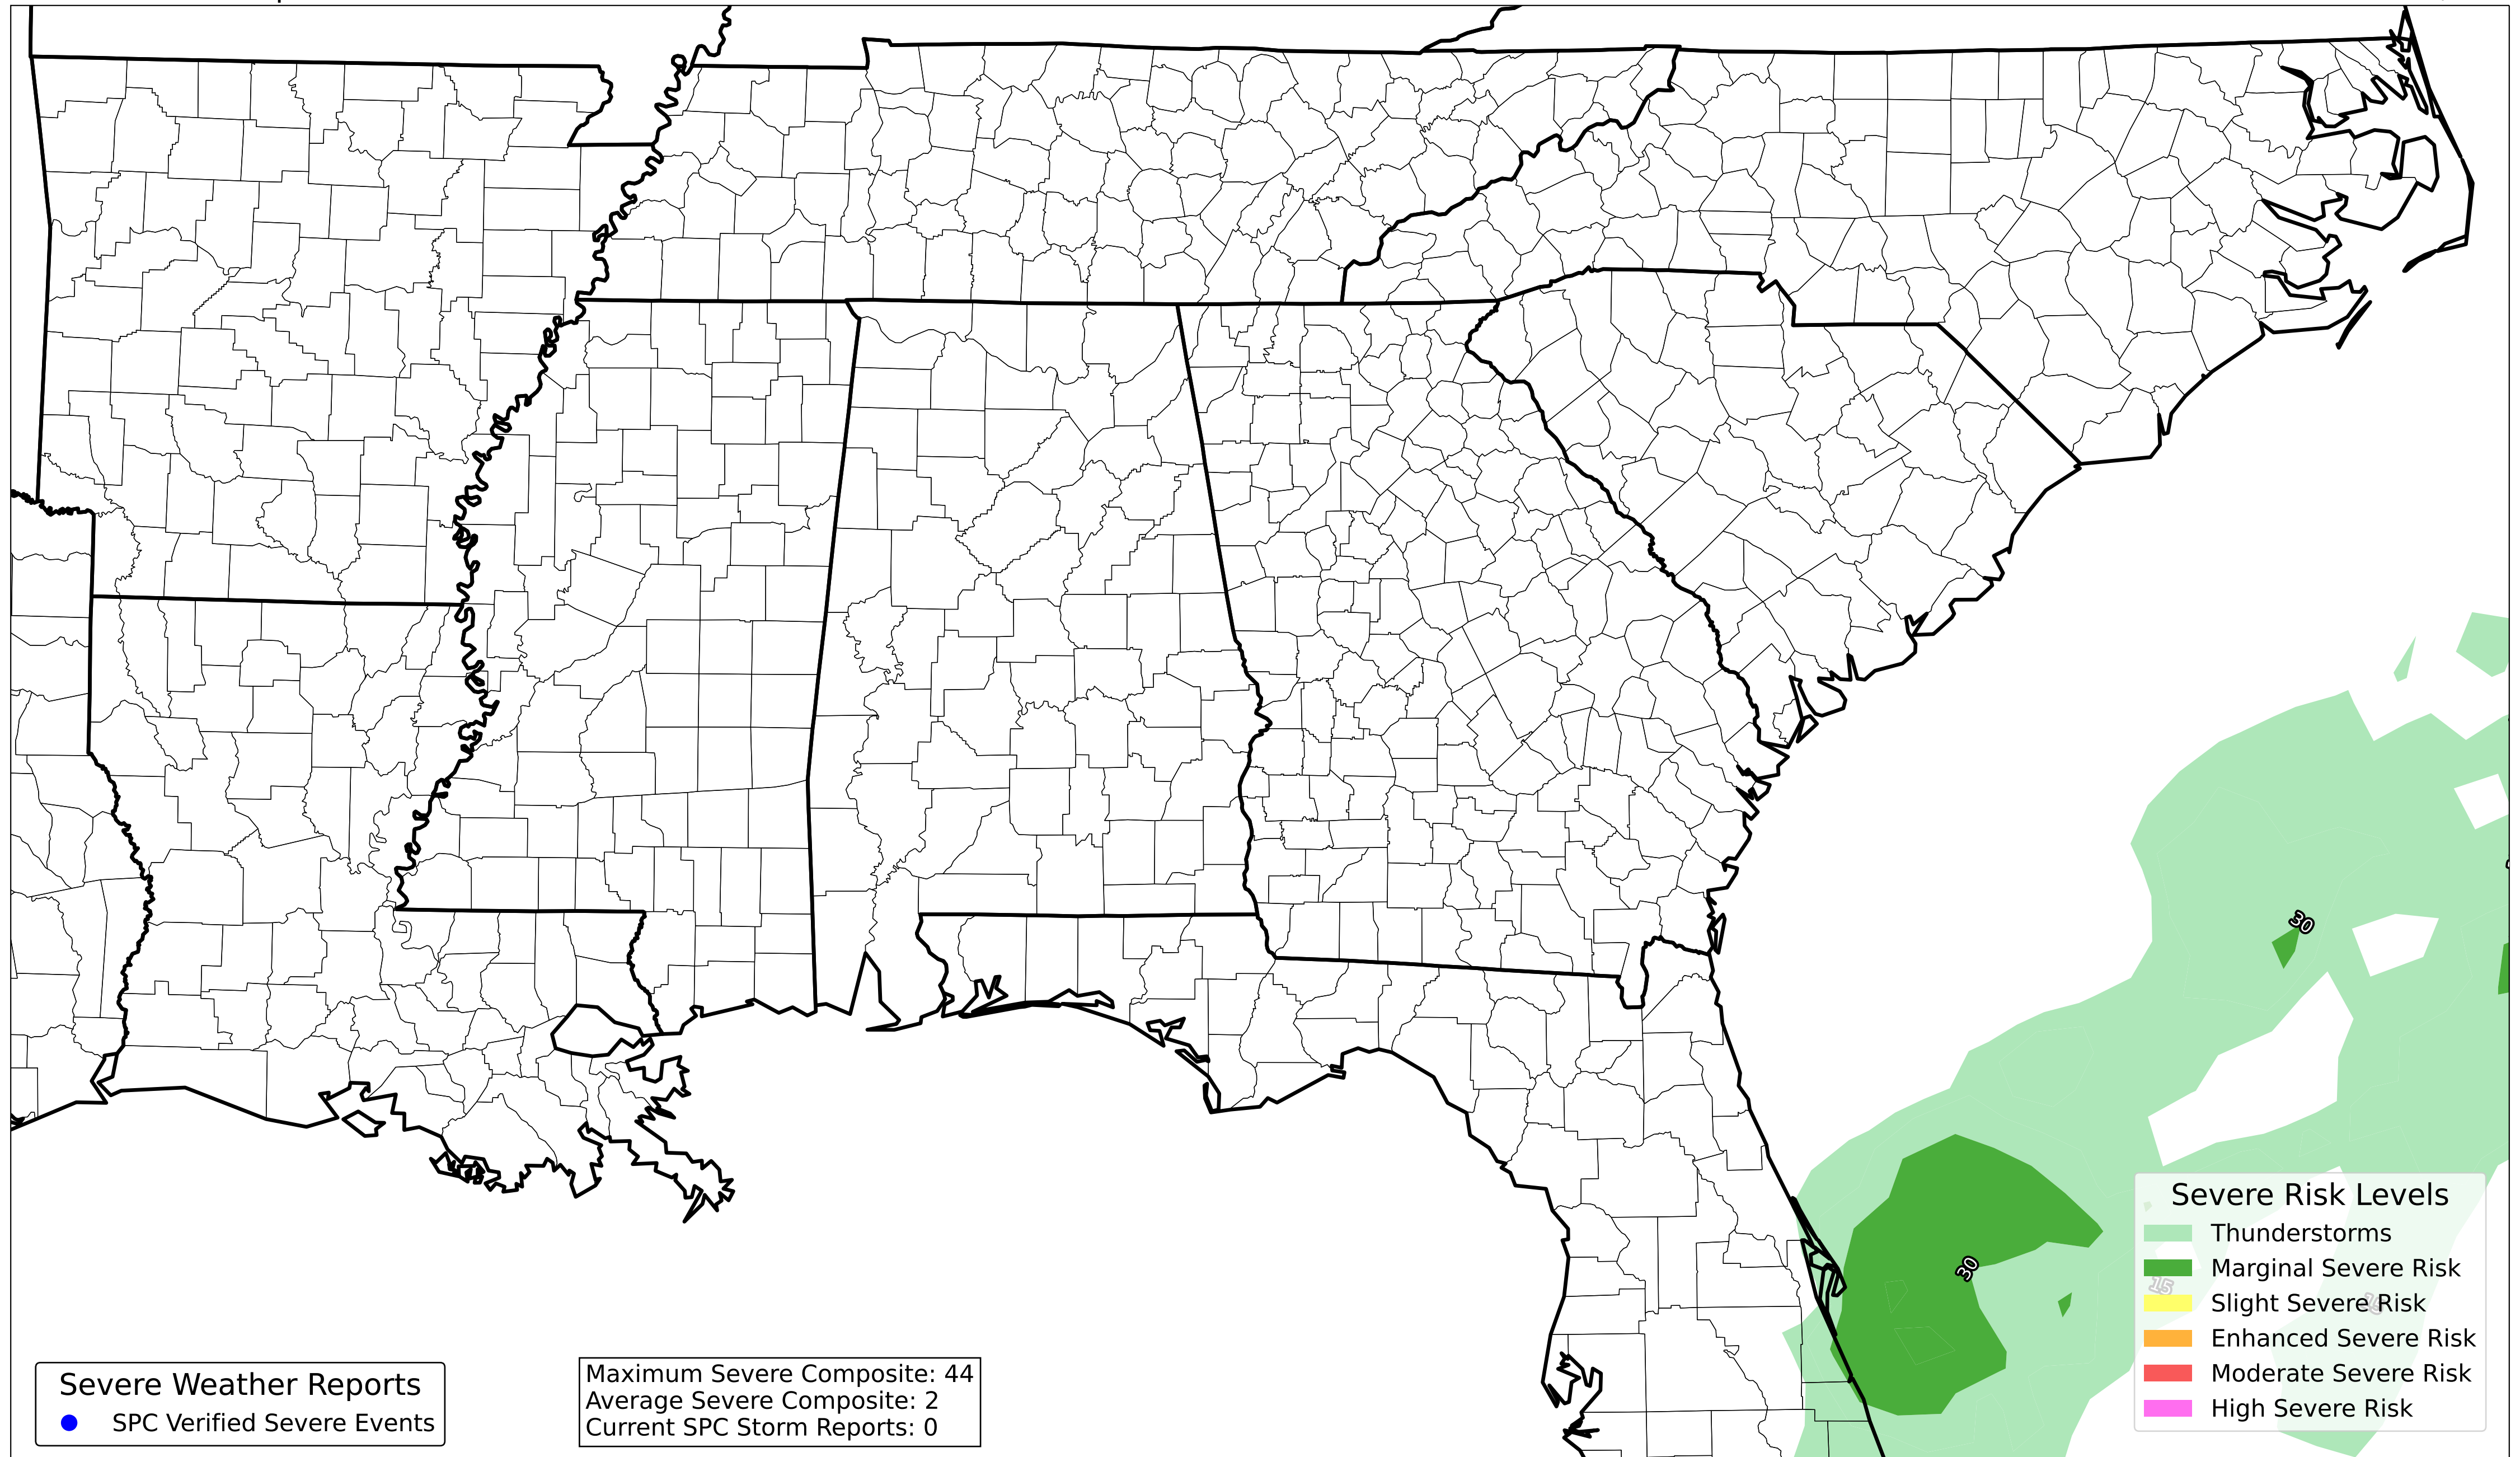 30
30
Severe Risk Levels
Thunderstorms
Marginal Severe Risk
15
Slight Severe Risk
Enhanced Severe Risk
Moderate Severe Risk
High Severe Risk
Severe Weather Reports
SPC Verified Severe Events
Maximum Severe Composite: 44
Average Severe Composite: 2
Current SPC Storm Reports: 0